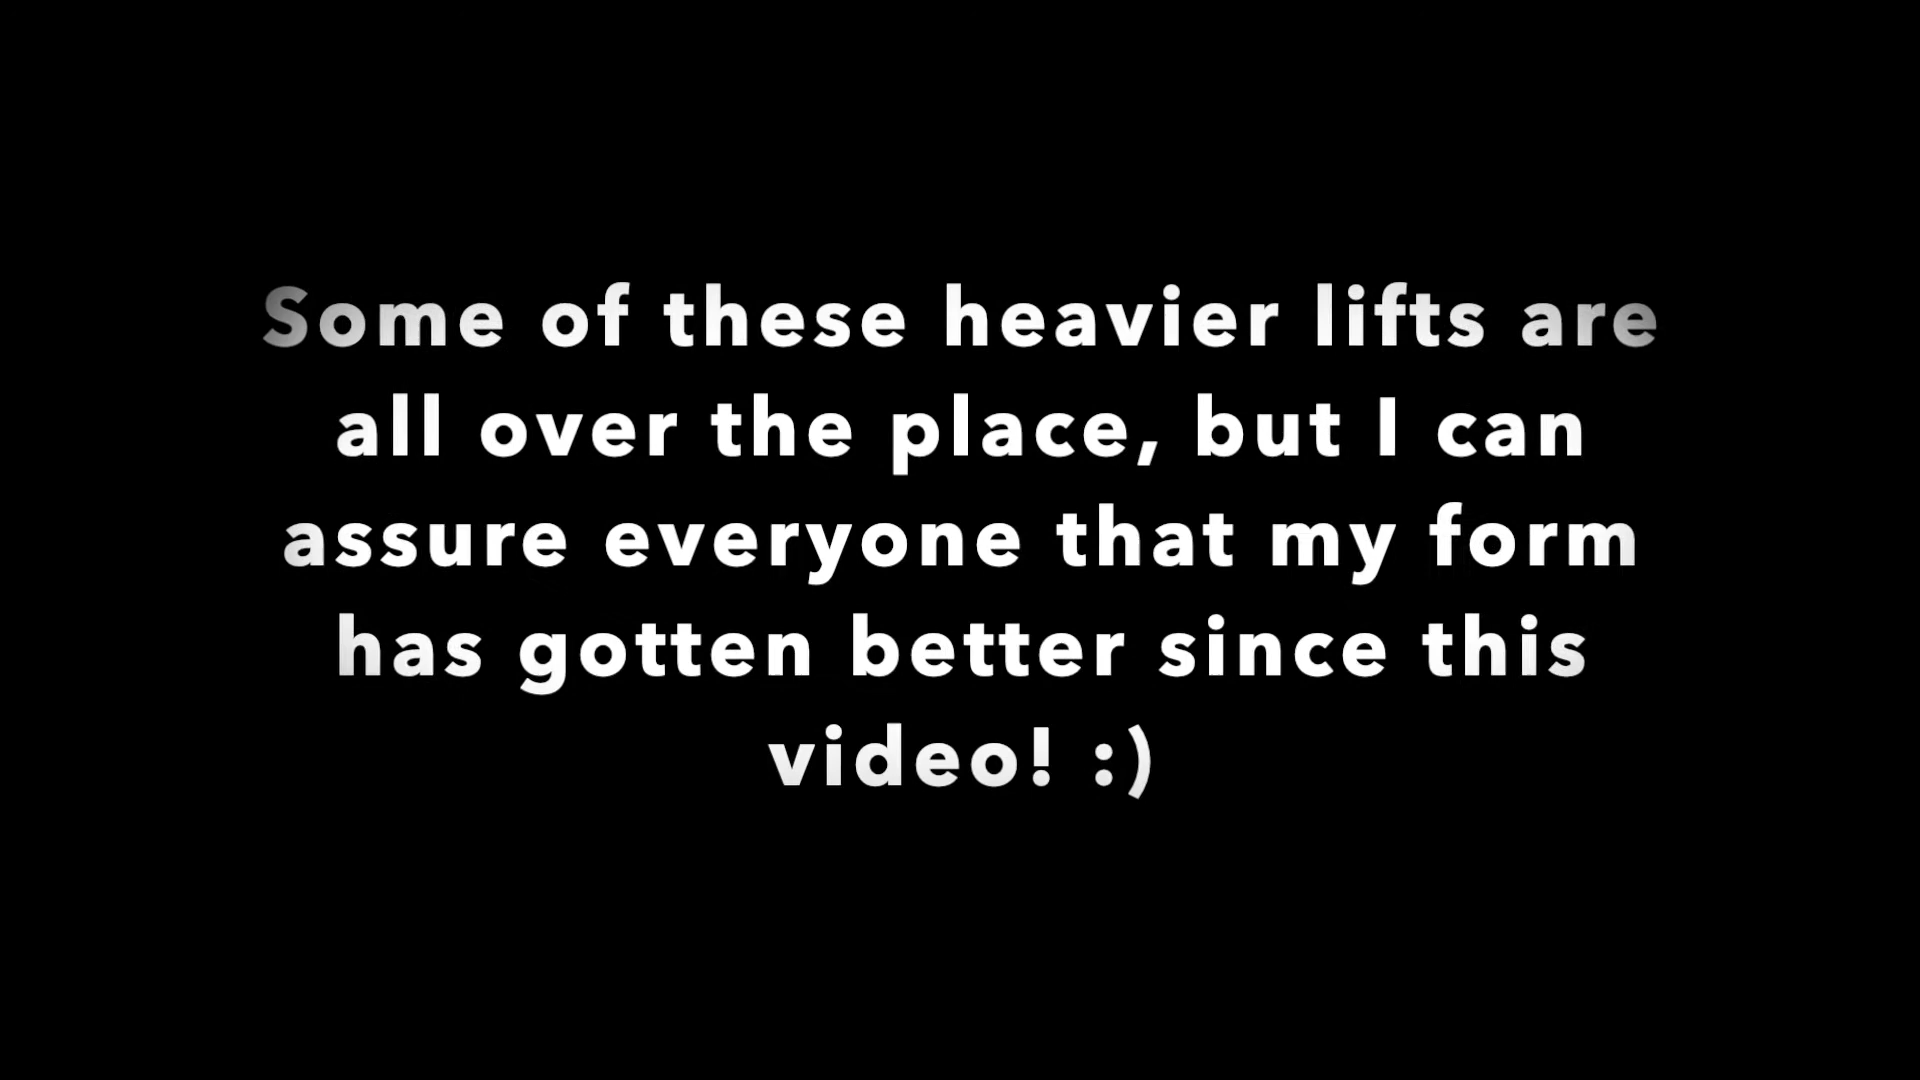 Some of these heavier lifts are
all over the place, but I can
assure everyone that my form
has gotten better since this
video! :)